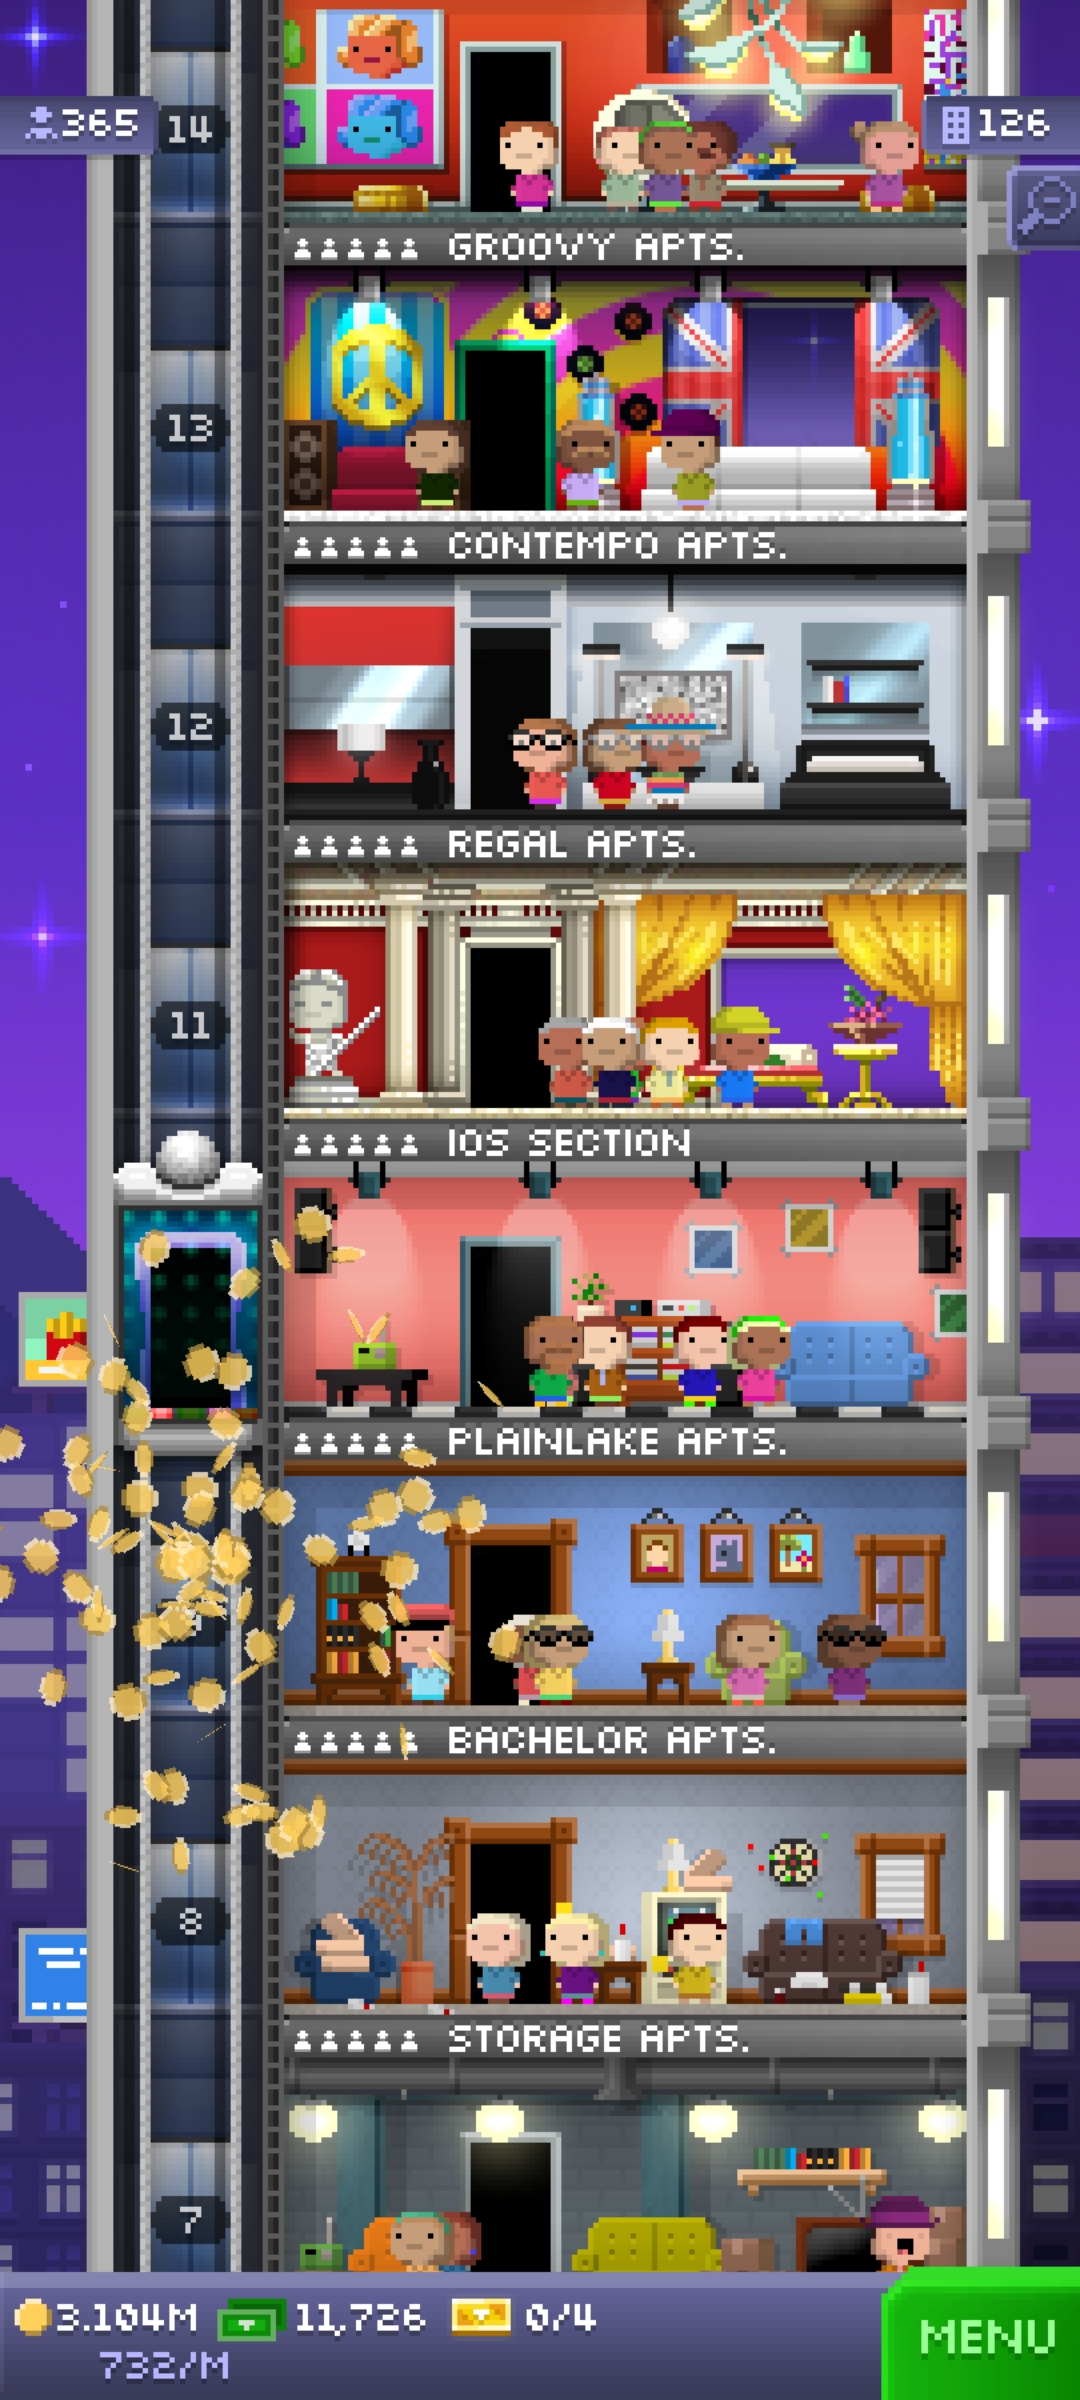 365
14
126
GROOVY APTS.
13
CONTEMPO APTS.
12
REGAL APTS.
11
IOS SECTION
PLAINLAKE APTS.
BACHELOR APTS.
8
STORAGE APTS.
7
3.104M
11,726
0/4
732/M
MENU